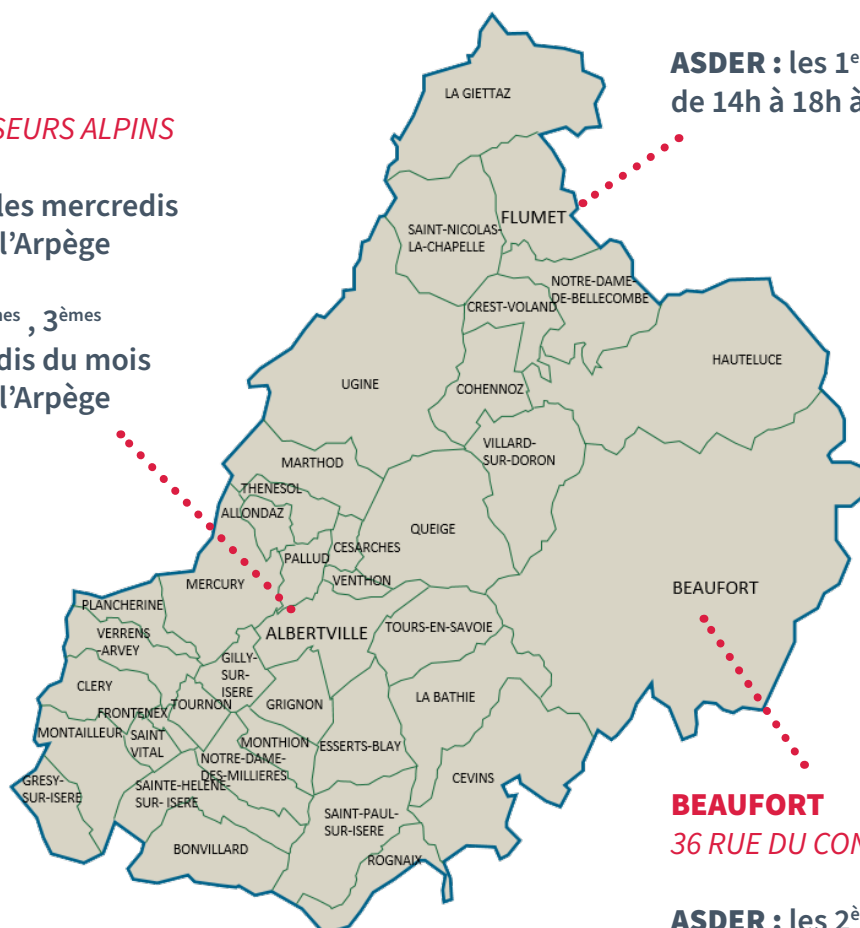 ASDER : les 1e
de 14h à 18h à
SEURS ALPINS
les mercredis
l’Arpège
mes , 3èmes
dis du mois
l’Arpège
LA GIETTAZ
FLUMET
SAINT-NICOLAS-
LA-CHAPELLE
NOTRE-DAME-
DE-BELLECOMBE
CREST-VOLAND
HAUTELUCE
UGINE
COHENNOZ
VILLARD-
SUR-DORON
MARTHOD
THENESOL
ALLONDAZ
QUEIGE
CESARCHES
PALLUD
VENTHON
MERCURY
BEAUFORT
PLANCHERINE
VERRENS
-ARVEY
ALBERTVILLE
TOURS-EN-SAVOIE
GILLY-
SUR-
ISERE
CLERY
LA BATHIE
TOURNON
GRIGNON
FRONTENEX
MONTAILLEUR
SAINT
VITAL
MONTHION
ESSERTS-BLAY
NOTRE-DAME-
DES-MILLIERES
GRESY-
SUR-ISERE
SAINTE-HELENE-
SUR- ISERE
CEVINS
SAINT-PAUL-
SUR-ISERE
BONVILLARD
ROGNAIX
BEAUFORT
36 RUE DU CON
ASDER : les 2è